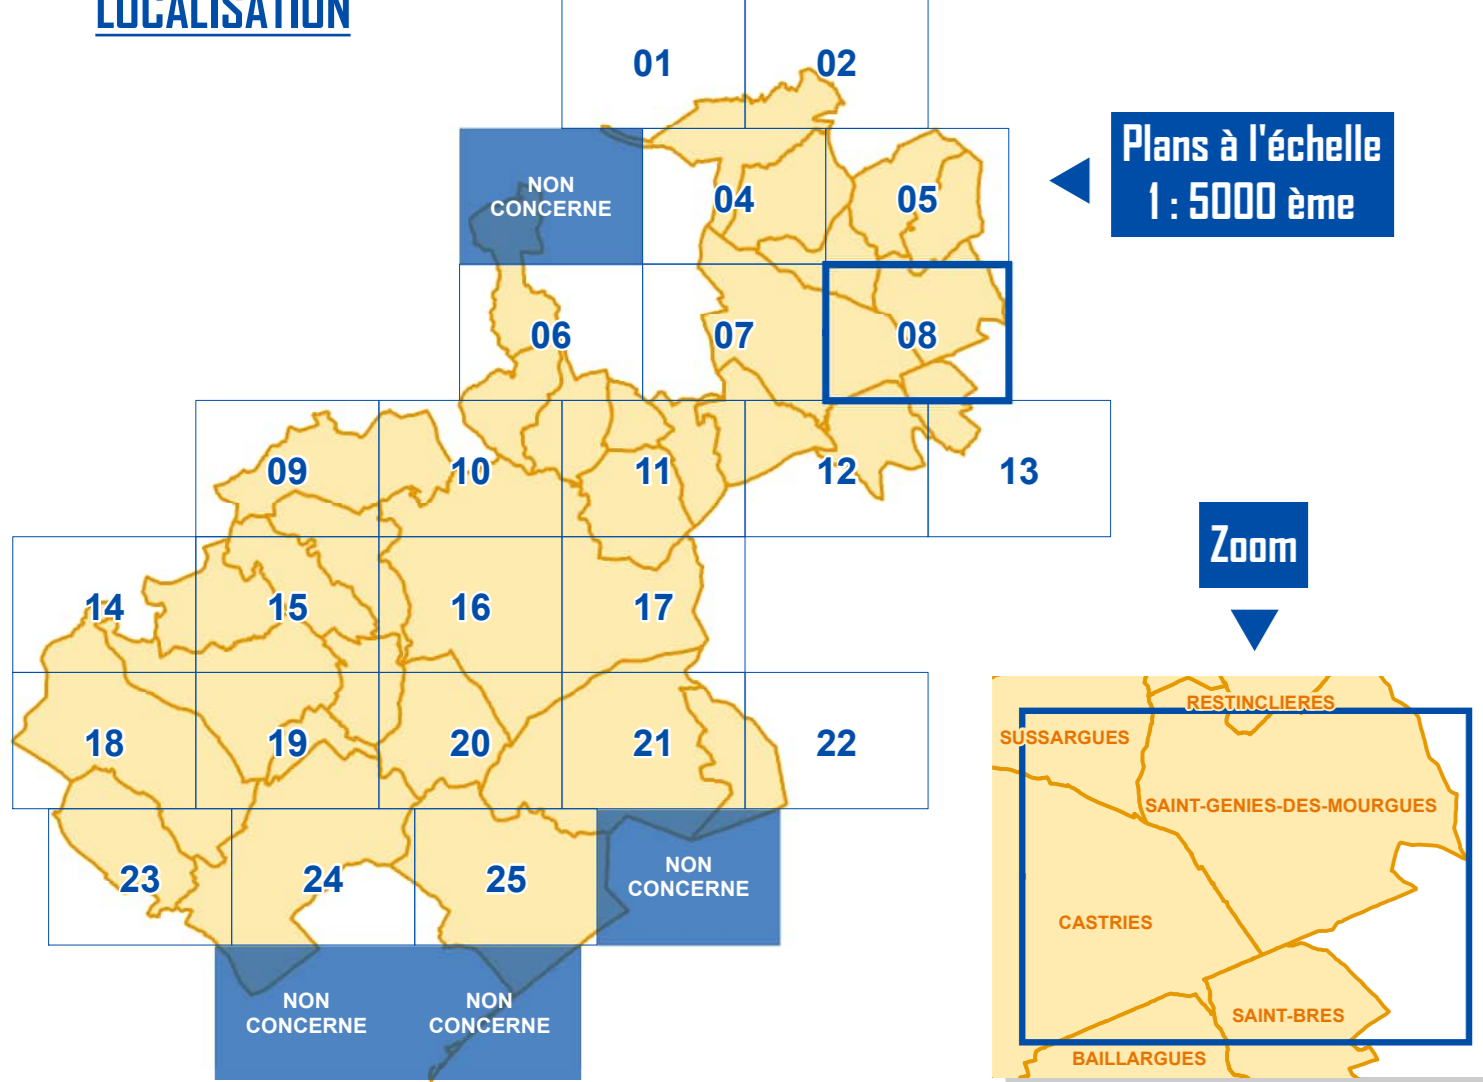 LOCALISATION
01
02
Plans à l'échelle
1 : 5000 ème
NON
CONCERNE
04
05
06
07
08
09
10
11
12
13
Zoom
14
15
16
17
18
19
20
21
22
RESTINCLIERES
SUSSARGUES
SAINT-GENIES-DES-MOURGUES
CASTRIES
SAINT-BRES
BAILLARGUES
23
24
25
NON
CONCERNE
NON
CONCERNE
NON
CONCERNE